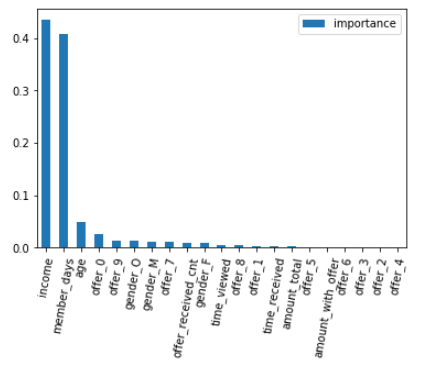 importance
0.4
0.3
0.2
0.1
0.0
income
member_days
age
offer_0
offer_9
gender_O
gender_M
offer_7
offer_received_cnt
gender_F
time_viewed
offer_8
offer_1
time_received
amount_total
offer_5
amount_with_offer
offer_6
offer_3
offer_2
offer_4